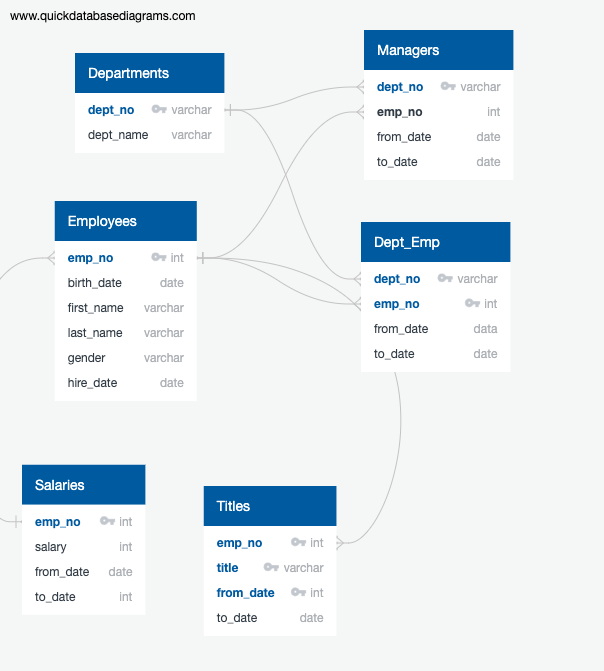 www.quickdatabasediagrams.com
Departments
dept_no varchar
dept_name varchar
Managers
dept_no varchar
emp_no int
from_date date
to_date date
Employees
emp_no int
birth_date date
first_name varchar
last_name varchar
gender varchar
hire_date date
Dept_Emp
dept_no varchar
emp_no int
from_date data
to_date date
Salaries
emp_no int
salary int
from_date date
to_date int
Titles
emp_no int
title varchar
from_date int
to_date date